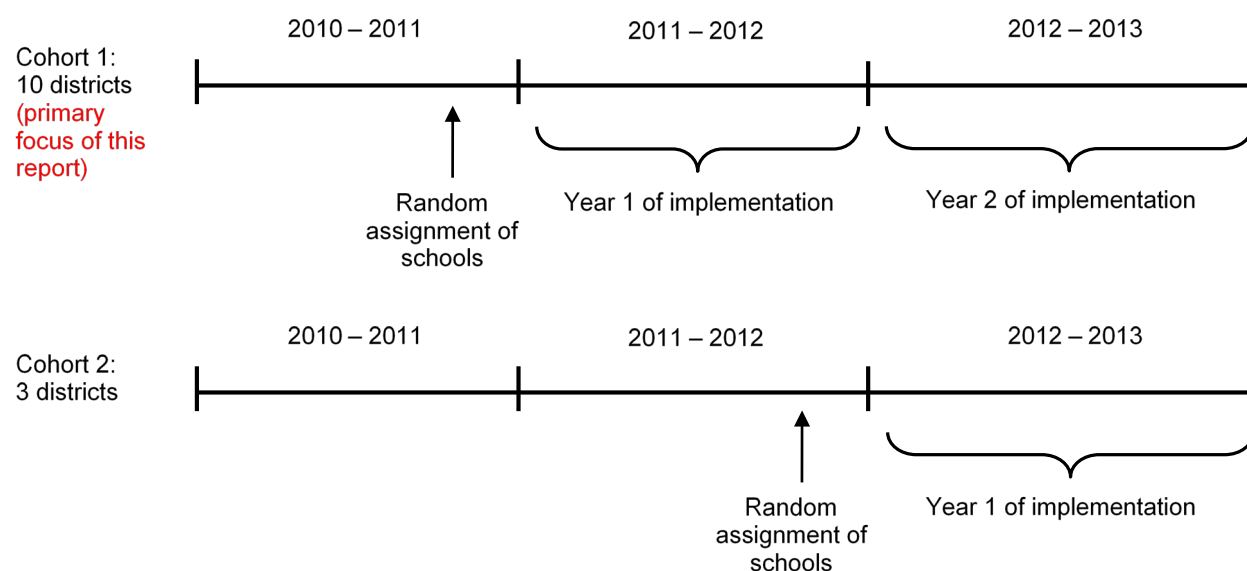 2010 – 2011
2011 – 2012
2012 – 2013
Cohort 1:
10 districts
(primary
focus of this
report)
Random
assignment of
schools
Year 1 of implementation
Year 2 of implementation
2010 – 2011
2011 – 2012
2012 – 2013
Cohort 2:
3 districts
Random
assignment of
schools
Year 1 of implementation